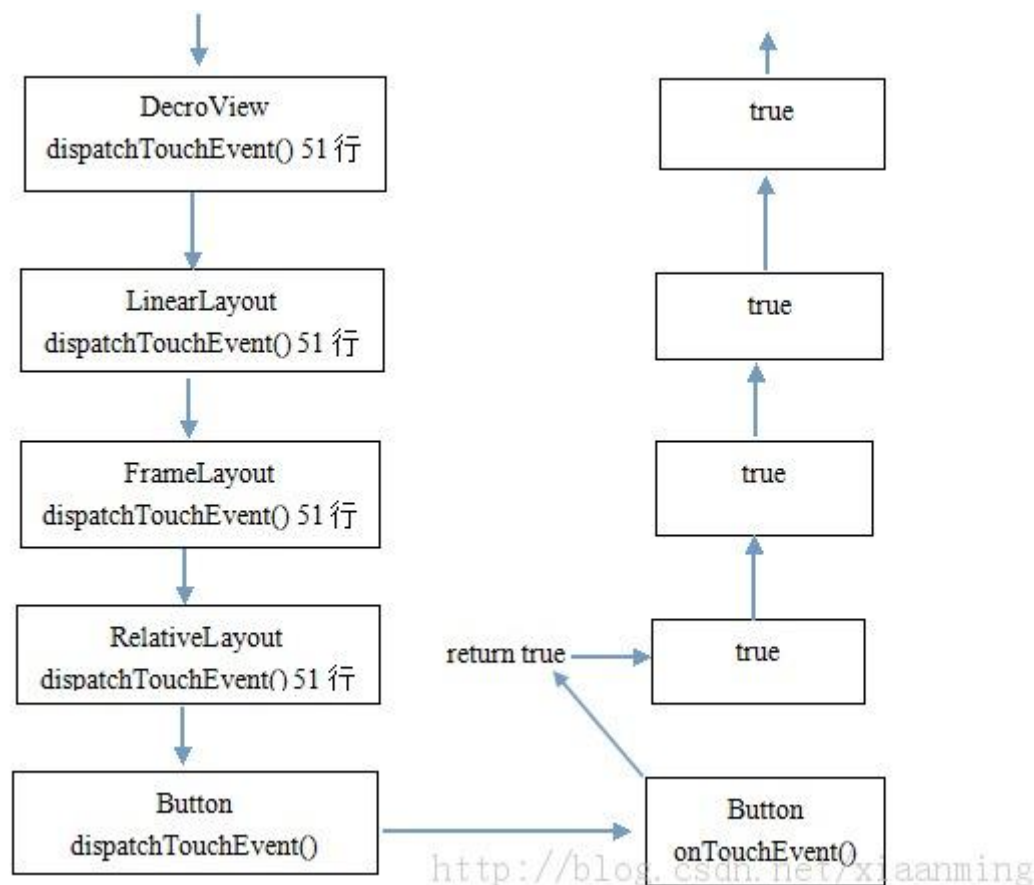 DecroView
dispatchTouchEvent() 51 行
LinearLayout
dispatchTouchEvent() 51 行
FrameLayout
dispatchTouchEvent() 51 行
RelativeLayout
dispatchTouchEvent() 51 行
Button
dispatchTouchEvent()
Button
onTouchEvent()
return true
true
true
true
true
http://blog.csdn.net/xiaanming